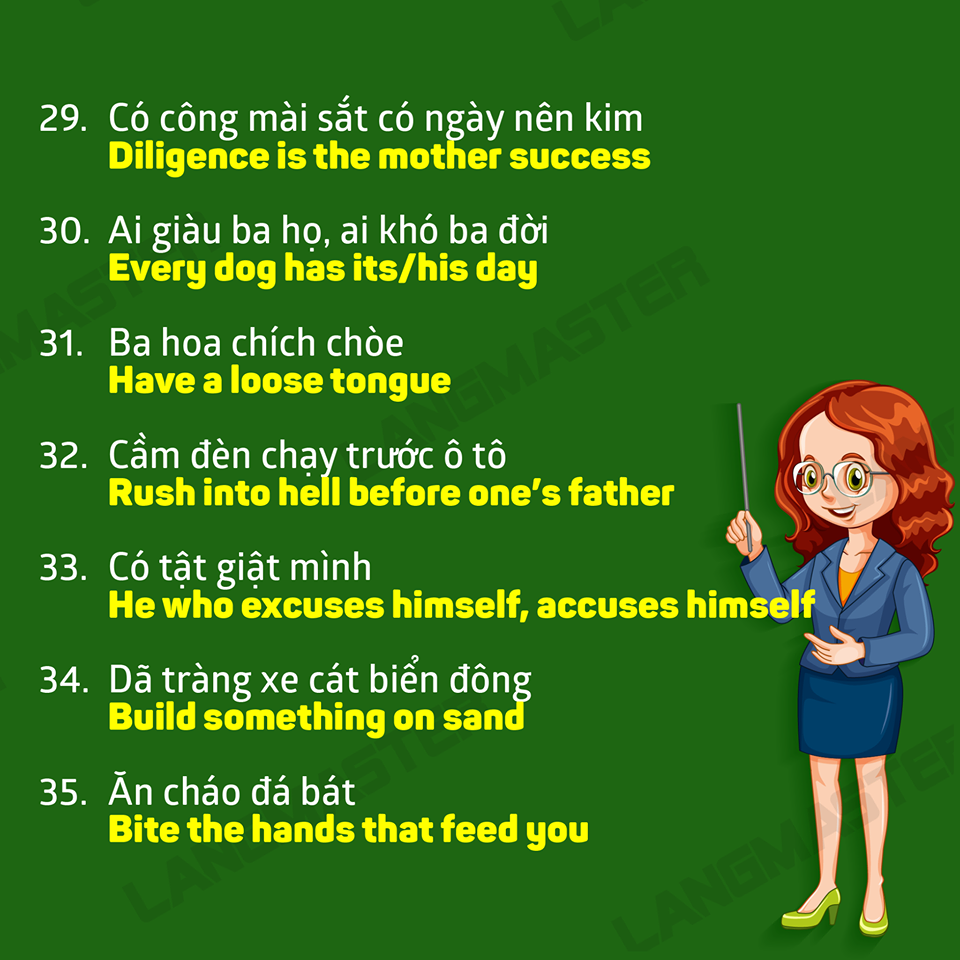 29. Có công mài sắt có ngày nên kim
Diligence is the mother success
30. Ai giàu ba họ, ai khó ba đời
Every dog has its/his day
31. Ba hoa chích chòe
Have a loose tongue
32. Cầm đèn chạy trước ô tô
Rush into hell before one's father
33. Có tật giật mình
He who excuses himself, accuses himself
34. Dã tràng xe cát biển đông
Build something on sand
35. Ăn cháo đá bát
Bite the hands that feed you
LANGMASTER
LANGMASTER
LANGMASTER
LANGMASTER
LANGMASTER